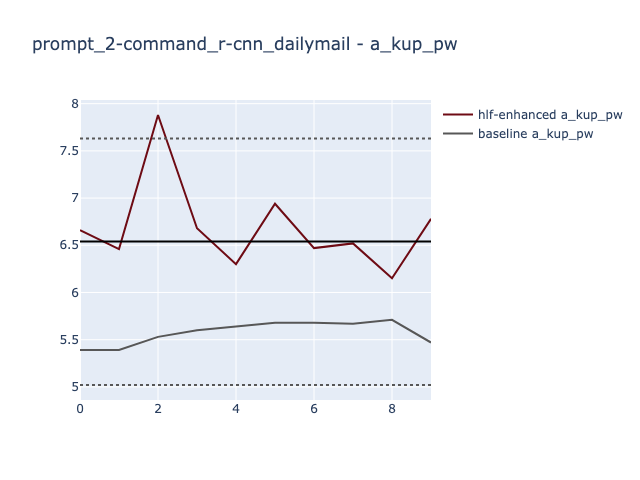 prompt_2-command_r-cnn_dailymail - a_kup_pw
hlf-enhanced a_kup_pw
baseline a_kup_pw
8
7.5
7
6.5
6
5.5
5
0 2 4 6 8